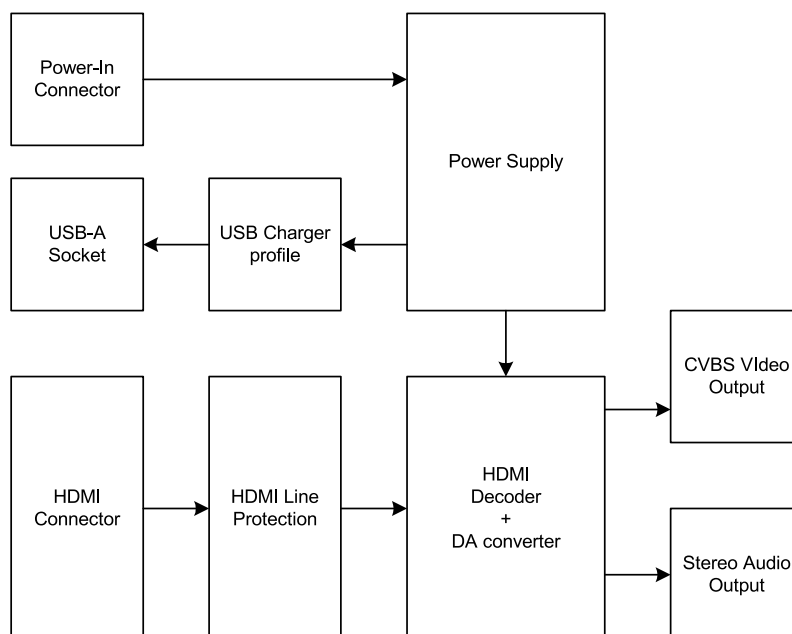 Power-In
Connector
Power Supply
USB-A
Socket
USB Charger
profile
CVBS VIdeo
Output
HDMI
Connector
HDMI Line
Protection
HDMI
Decoder
+
DA converter
Stereo Audio
Output